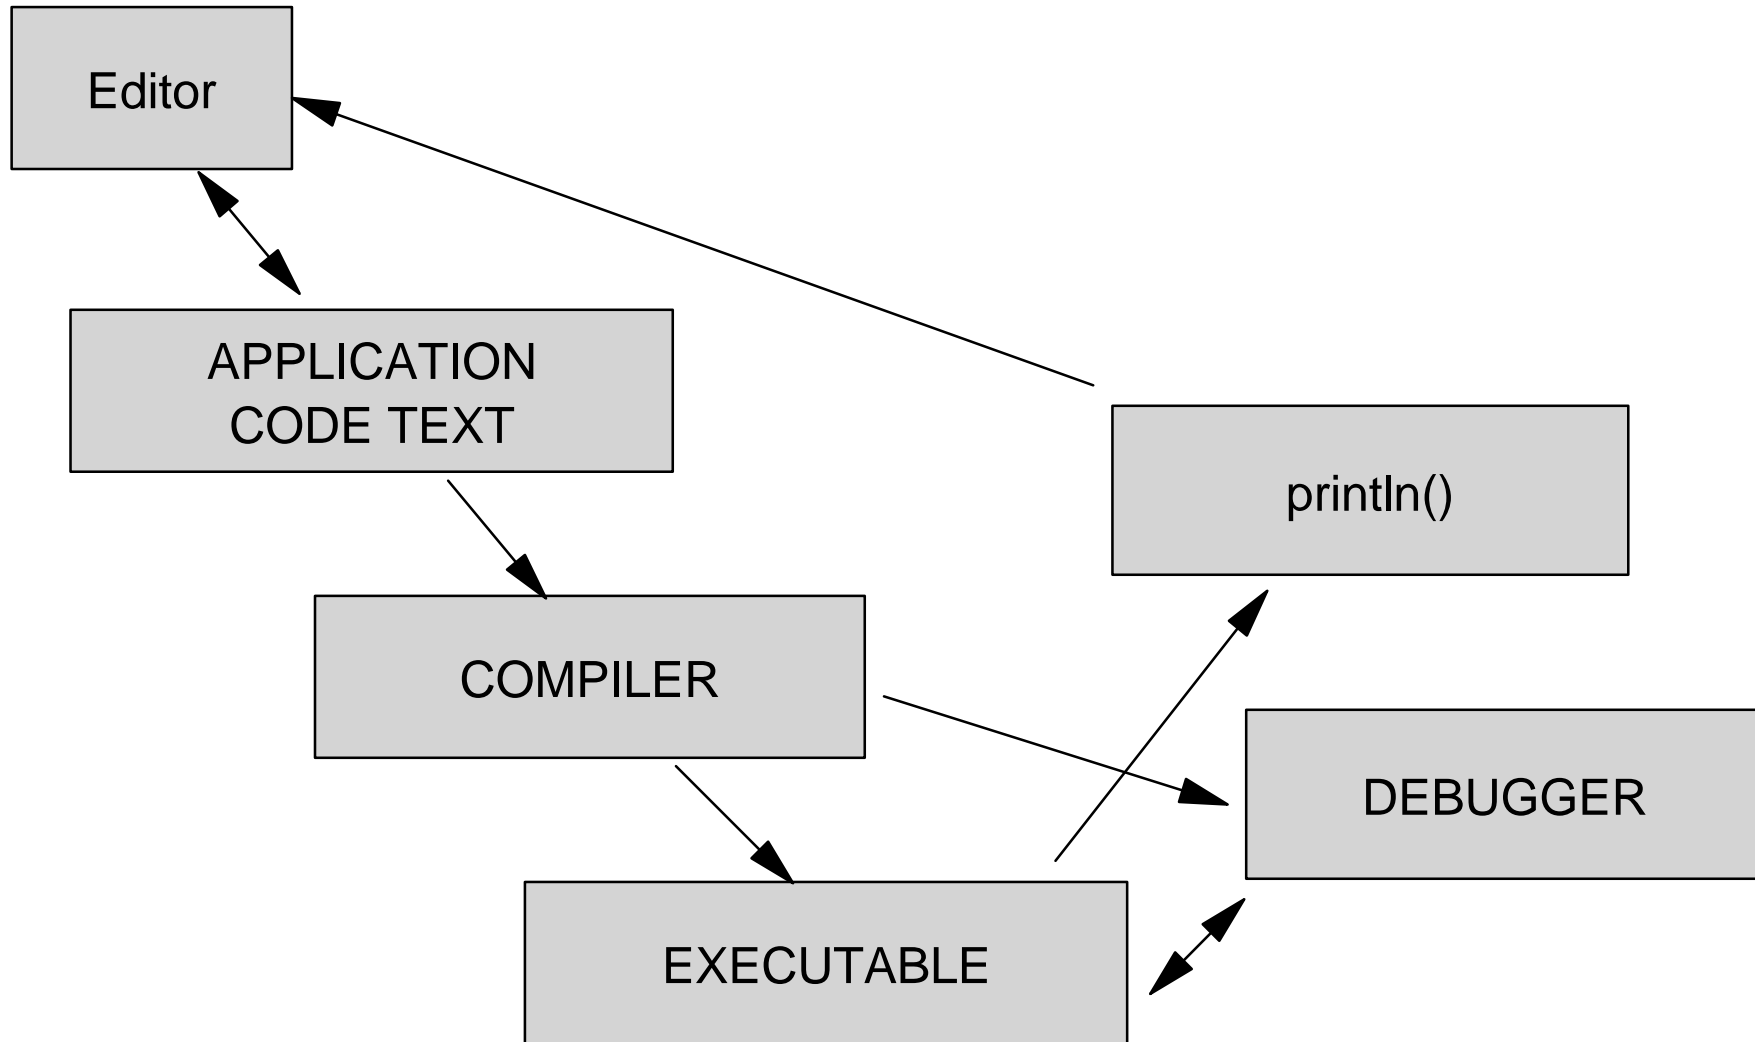 Editor
APPLICATION
CODE TEXT
println()
COMPILER
DEBUGGER
EXECUTABLE